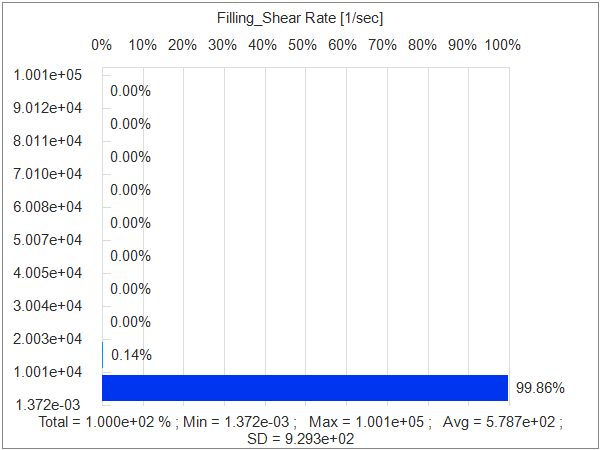 Filling_Shear Rate [1/sec]
0% 10% 20% 30% 40% 50% 60% 70% 80% 90% 100%
1.001e+05
0.00%
9.012e+04
0.00%
8.011e+04
0.00%
7.010e+04
0.00%
6.008e+04
0.00%
5.007e+04
0.00%
4.005e+04
0.00%
3.004e+04
0.00%
2.003e+04
0.14%
1.001e+04
99.86%
1.372e-03
Total = 1.000e+02 % ; Min = 1.372e-03 ; Max = 1.001e+05 ; Avg = 5.787e+02 ;
SD = 9.293e+02